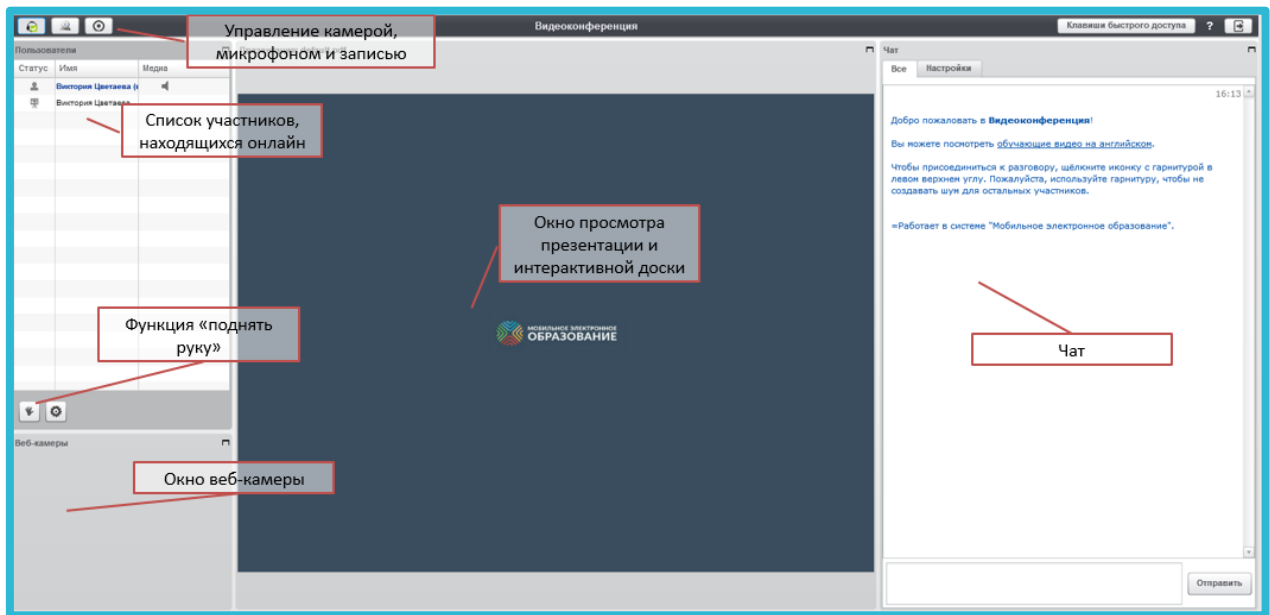 Видеоконференция
Клавиши быстрого доступа
?
Управление камерой,
микрофоном и записью
Пользователи
Статус Имя Медиа
Виктория Цветаева (
Виктория Цветаева
Список участников,
находящихся онлайн
Функция «поднять
руку»
Веб-камеры
Окно веб-камеры
Окно просмотра
презентации и
интерактивной доски
МОБИЛЬНОЕ ЭЛЕКТРОННОЕ
ОБРАЗОВАНИЕ
Чат
Все Настройки
16:13
Добро пожаловать в Видеоконференция!
Вы можете посмотреть обучающие видео на английском.
Чтобы присоединиться к разговору, щёлкните иконку с гарнитурой в
левом верхнем углу. Пожалуйста, используйте гарнитуру, чтобы не
создавать шум для остальных участников.
=Работает в системе "Мобильное электронное образование".
Чат
Отправить